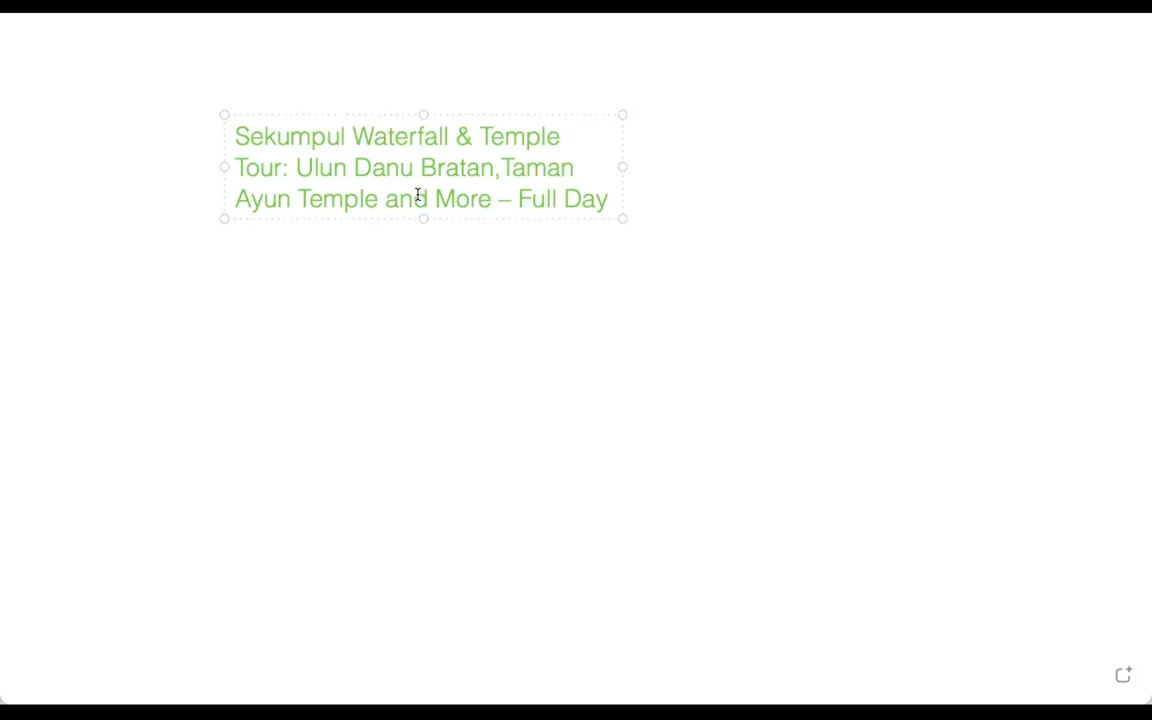 Sekumpul Waterfall & Temple
Tour: Ulun Danu Bratan,Taman
Ayun Temple and More – Full Day